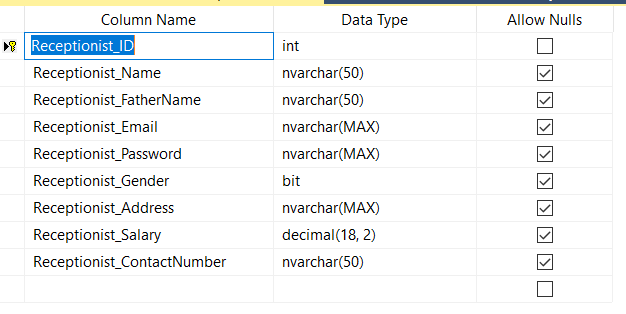 Column Name Data Type Allow Nulls
Receptionist_ID int
Receptionist_Name nvarchar(50)
Receptionist_FatherName nvarchar(50)
Receptionist_Email nvarchar(MAX)
Receptionist_Password nvarchar(MAX)
Receptionist_Gender bit
Receptionist_Address nvarchar(MAX)
Receptionist_Salary decimal(18, 2)
Receptionist_ContactNumber nvarchar(50)